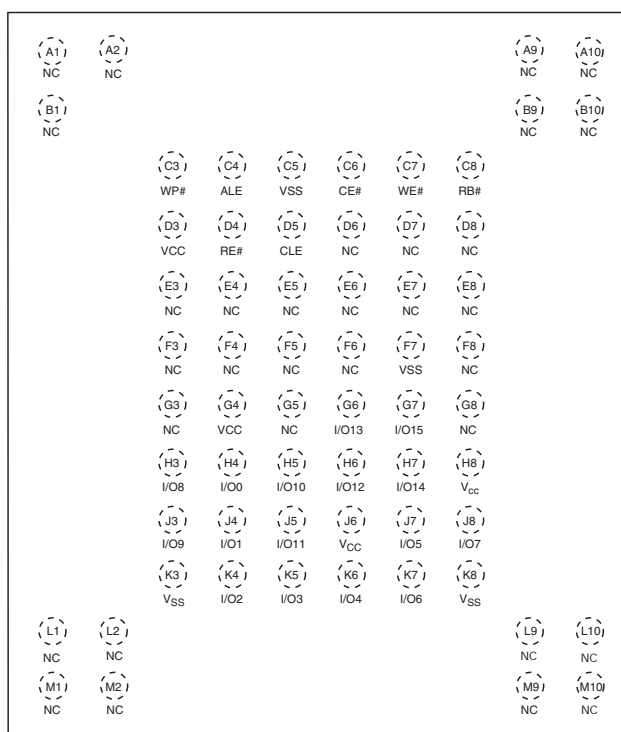 A1 A2 A9 A10
NC NC NC NC
B1 B9 B10
NC NC NC
C3 C4 C5 C6 C7 C8
WP# ALE VSS CE# WE# RB#
D3 D4 D5 D6 D7 D8
VCC RE# CLE NC NC NC
E3 E4 E5 E6 E7 E8
NC NC NC NC NC NC
F3 F4 F5 F6 F7 F8
NC NC NC NC VSS NC
G3 G4 G5 G6 G7 G8
NC VCC NC I/O13 I/O15 NC
H3 H4 H5 H6 H7 H8
I/O8 I/O0 I/O10 I/O12 I/O14 Vcc
J3 J4 J5 J6 J7 J8
I/O9 I/O1 I/O11 VCC I/O5 I/O7
K3 K4 K5 K6 K7 K8
VSS I/O2 I/O3 I/O4 I/O6 VSS
L1 L2 L9 L10
NC NC NC NC
M1 M2 M9 M10
NC NC NC NC